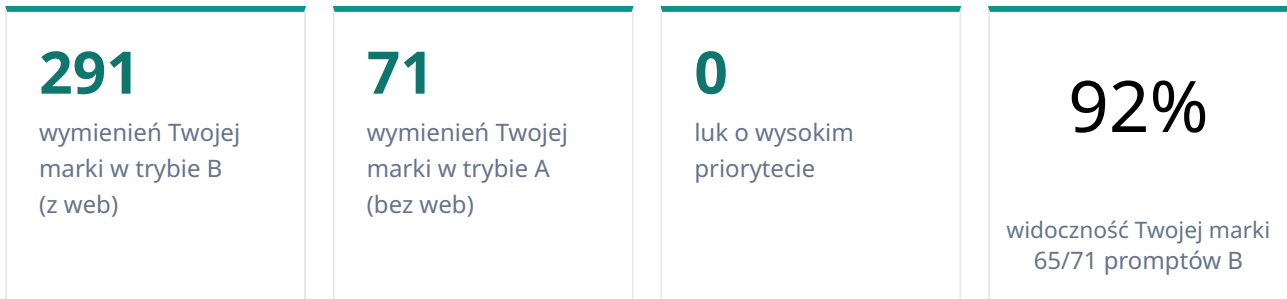 291
wymienień Twojej
marki w trybie B
(z web)
71
wymienień Twojej
marki w trybie A
(bez web)
0
luk o wysokim
priorytecie
92%
widoczność Twojej marki
65/71 promptów B